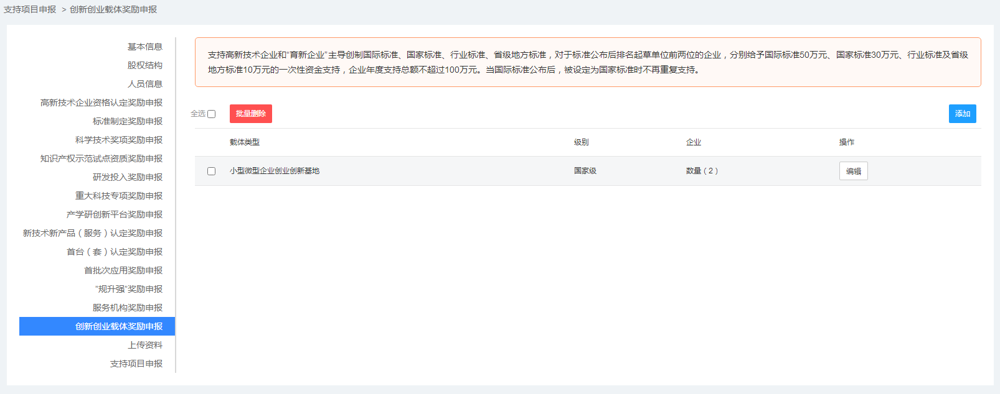 支持项目申报 > 创新创业载体奖励申报
基本信息
股权结构
人员信息
高新技术企业资格认定奖励申报
标准制定奖励申报
科学技术奖项奖励申报
知识产权示范试点资质奖励申报
研发投入奖励申报
重大科技专项奖励申报
产学研创新平台奖励申报
新技术新产品（服务）认定奖励申报
首台（套）认定奖励申报
首批次应用奖励申报
"规升强"奖励申报
服务机构奖励申报
创新创业载体奖励申报
上传资料
支持项目申报
支持高新技术企业和“育新企业”主导创制国际标准、国家标准、行业标准、省级地方标准，对于标准公布后排名起草单位前两位的企业，分别给予国际标准50万元、国家标准30万元、行业标准及省级
地方标准10万元的一次性资金支持，企业年度支持总额不超过100万元。当国际标准公布后，被设定为国家标准时不再重复支持。
全选 批量删除 添加
载体类型 级别 企业 操作
小型微型企业创业创新基地 国家级 数量（2） 编辑